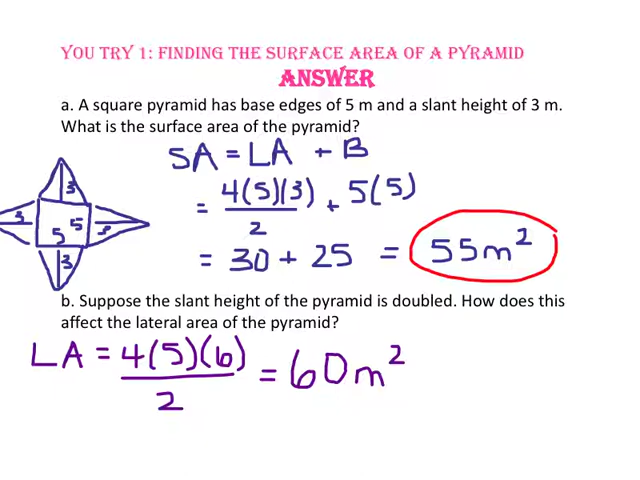 YOU TRY 1: FINDING THE SURFACE AREA OF A PYRAMID
ANSWER
a. A square pyramid has base edges of 5 m and a slant height of 3 m.
What is the surface area of the pyramid?
SA = LA + B
= 4(5)(3)/2 + 5(5)
= 30 + 25 = 55m²
3
3
5
5
3
3
b. Suppose the slant height of the pyramid is doubled. How does this
affect the lateral area of the pyramid?
LA = 4(5)(6)/2 = 60m²